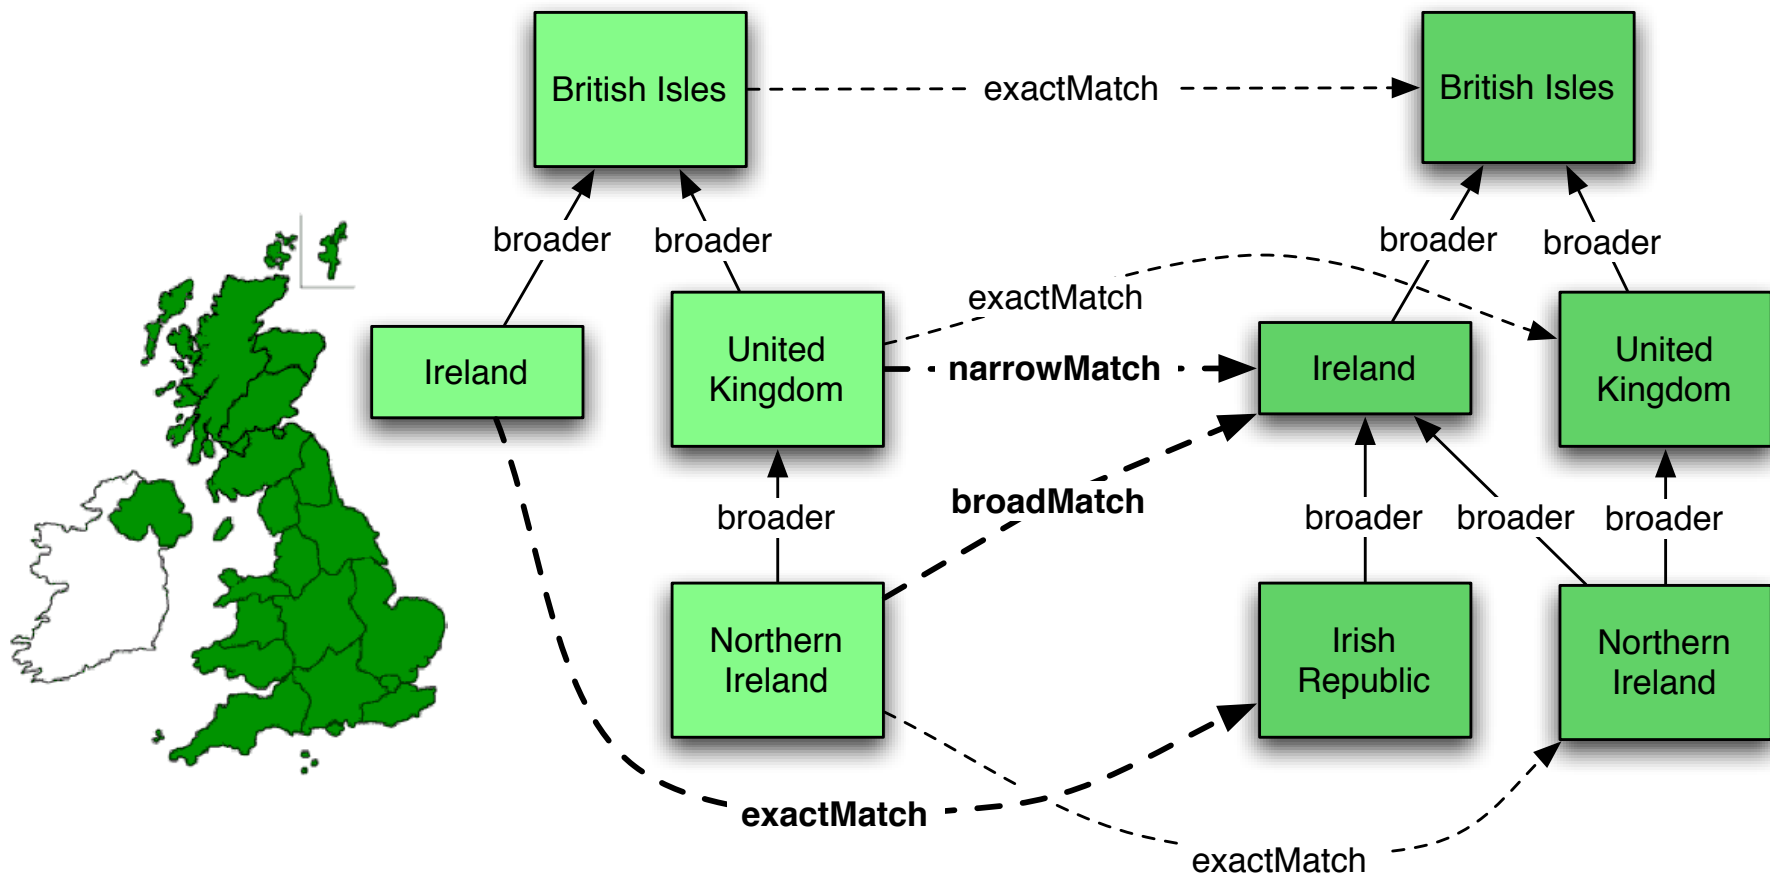 British Isles
exactMatch
British Isles
broader
broader
broader
broader
exactMatch
Ireland
United
Kingdom
narrowMatch
Ireland
United
Kingdom
broadMatch
broader
broader
broader
broader
Northern
Ireland
Irish
Republic
Northern
Ireland
exactMatch
exactMatch